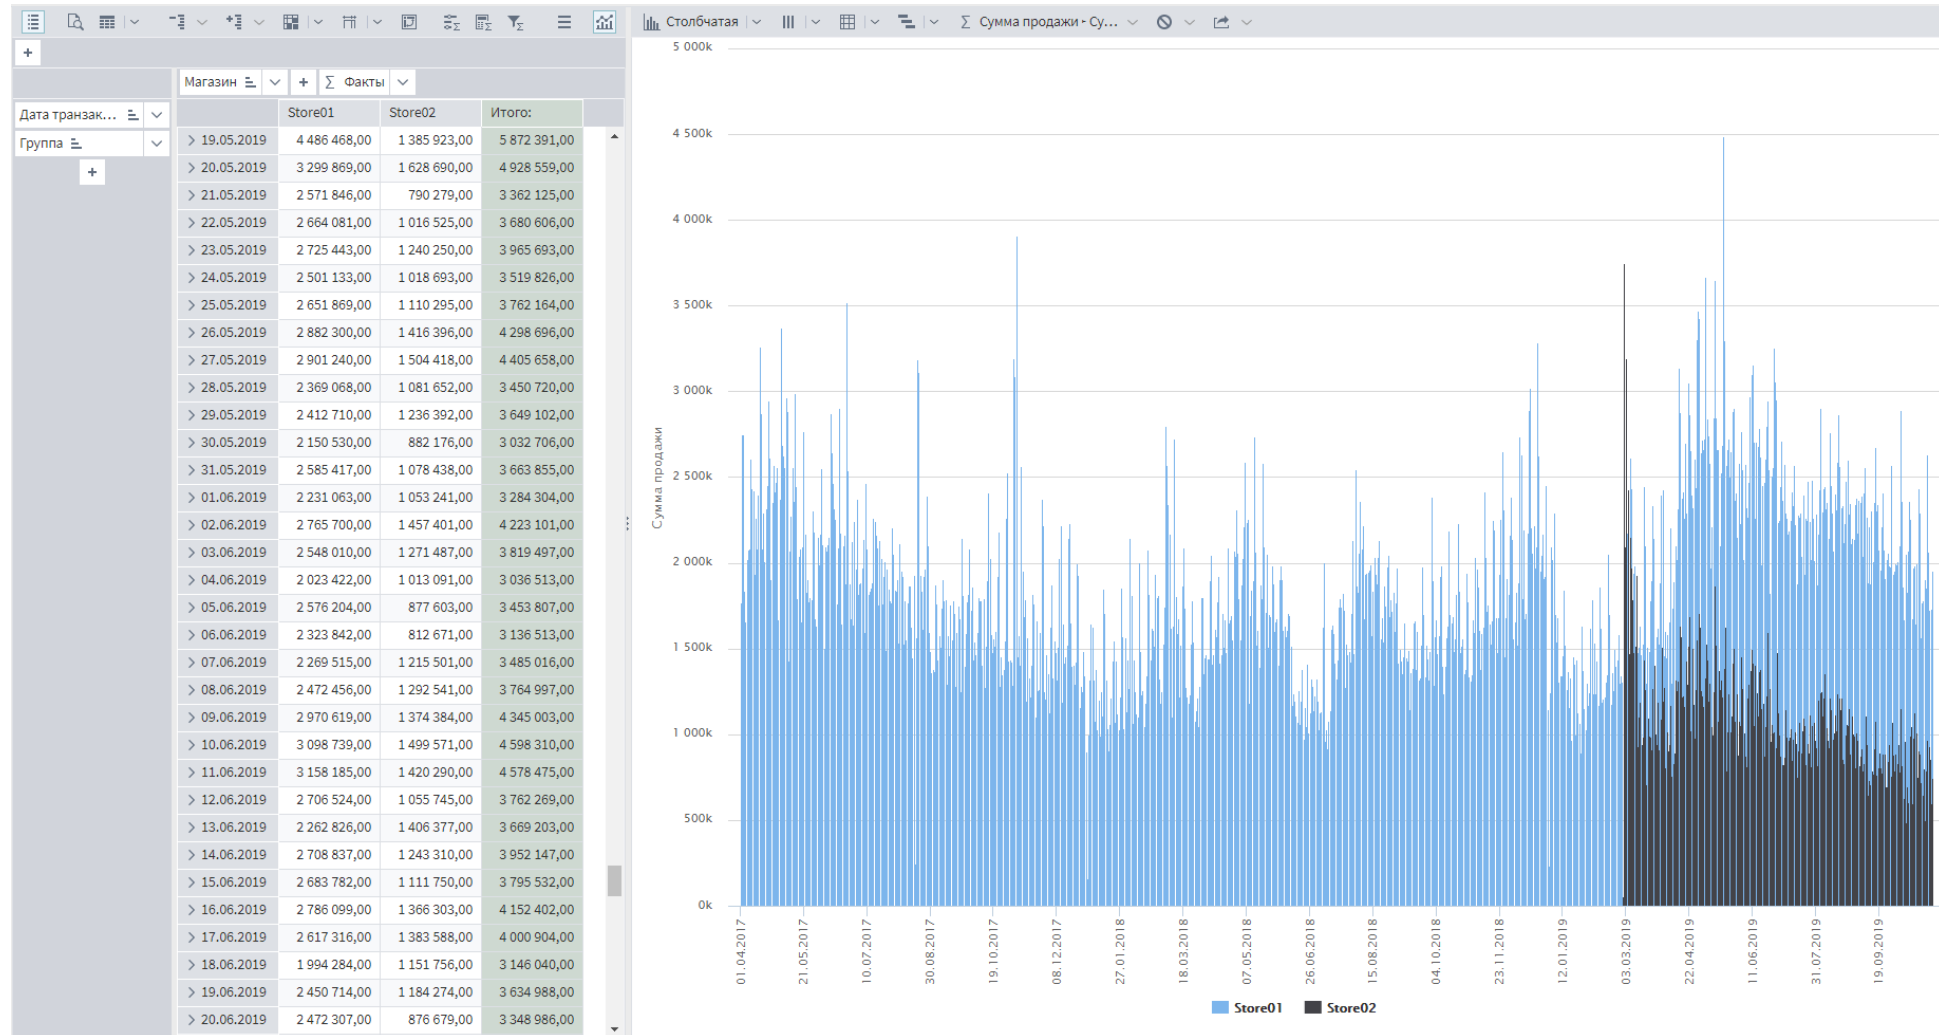 Столбчатая Σ Сумма продажи - Су...
+
Магазин + Σ Факты
Дата транзак...
Группа
+
Store01 Store02 Итого:
> 19.05.2019 4 486 468,00 1 385 923,00 5 872 391,00
> 20.05.2019 3 299 869,00 1 628 690,00 4 928 559,00
> 21.05.2019 2 571 846,00 790 279,00 3 362 125,00
> 22.05.2019 2 664 081,00 1 016 525,00 3 680 606,00
> 23.05.2019 2 725 443,00 1 240 250,00 3 965 693,00
> 24.05.2019 2 501 133,00 1 018 693,00 3 519 826,00
> 25.05.2019 2 651 869,00 1 110 295,00 3 762 164,00
> 26.05.2019 2 882 300,00 1 416 396,00 4 298 696,00
> 27.05.2019 2 901 240,00 1 504 418,00 4 405 658,00
> 28.05.2019 2 369 068,00 1 081 652,00 3 450 720,00
> 29.05.2019 2 412 710,00 1 236 392,00 3 649 102,00
> 30.05.2019 2 150 530,00 882 176,00 3 032 706,00
> 31.05.2019 2 585 417,00 1 078 438,00 3 663 855,00
> 01.06.2019 2 231 063,00 1 053 241,00 3 284 304,00
> 02.06.2019 2 765 700,00 1 457 401,00 4 223 101,00
> 03.06.2019 2 548 010,00 1 271 487,00 3 819 497,00
> 04.06.2019 2 023 422,00 1 013 091,00 3 036 513,00
> 05.06.2019 2 576 204,00 877 603,00 3 453 807,00
> 06.06.2019 2 323 842,00 812 671,00 3 136 513,00
> 07.06.2019 2 269 515,00 1 215 501,00 3 485 016,00
> 08.06.2019 2 472 456,00 1 292 541,00 3 764 997,00
> 09.06.2019 2 970 619,00 1 374 384,00 4 345 003,00
> 10.06.2019 3 098 739,00 1 499 571,00 4 598 310,00
> 11.06.2019 3 158 185,00 1 420 290,00 4 578 475,00
> 12.06.2019 2 706 524,00 1 055 745,00 3 762 269,00
> 13.06.2019 2 262 826,00 1 406 377,00 3 669 203,00
> 14.06.2019 2 708 837,00 1 243 310,00 3 952 147,00
> 15.06.2019 2 683 782,00 1 111 750,00 3 795 532,00
> 16.06.2019 2 786 099,00 1 366 303,00 4 152 402,00
> 17.06.2019 2 617 316,00 1 383 588,00 4 000 904,00
> 18.06.2019 1 994 284,00 1 151 756,00 3 146 040,00
> 19.06.2019 2 450 714,00 1 184 274,00 3 634 988,00
> 20.06.2019 2 472 307,00 876 679,00 3 348 986,00
Сумма продажи
5 000k
4 500k
4 000k
3 500k
3 000k
2 500k
2 000k
1 500k
1 000k
500k
0k
01.04.2017 21.05.2017 10.07.2017 30.08.2017 19.10.2017 08.12.2017 27.01.2018 18.03.2018 07.05.2018 26.06.2018 15.08.2018 04.10.2018 23.11.2018 12.01.2019 03.03.2019 22.04.2019 11.06.2019 31.07.2019 19.09.2019
Store01 Store02